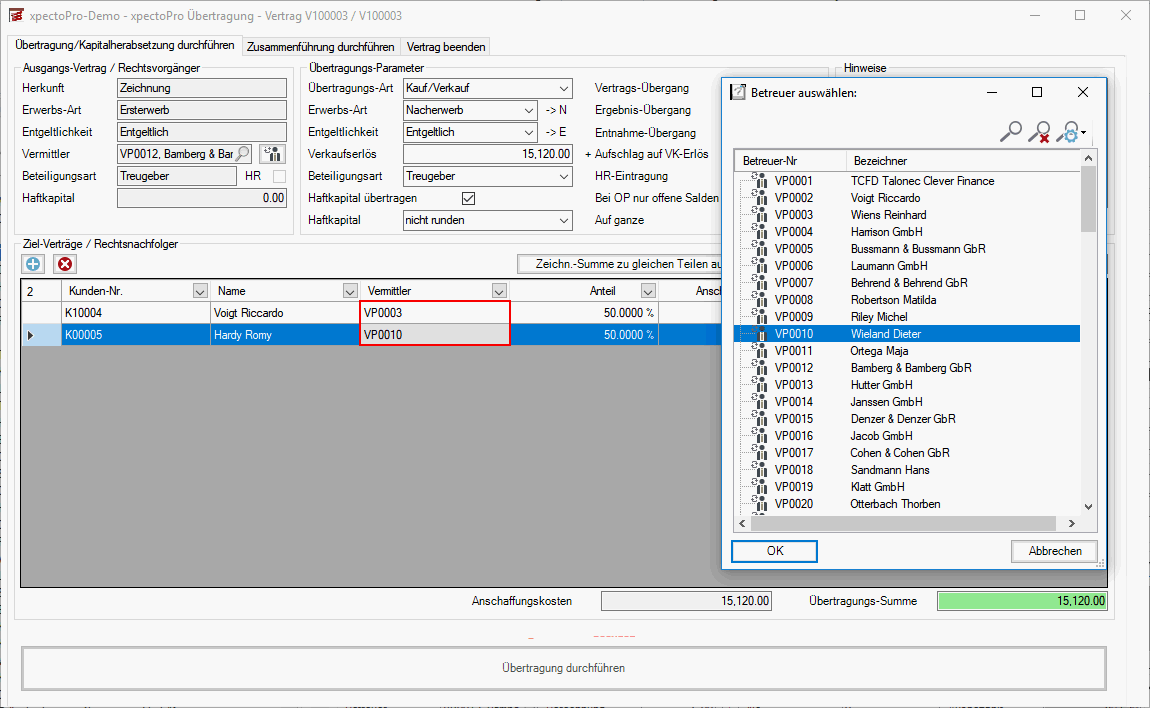 xpectoPro-Demo - xpectoPro Übertragung - Vertrag V100003 / V100003
Übertragung/Kapitalherabsetzung durchführen Zusammenführung durchführen Vertrag beenden
Ausgangs-Vertrag / Rechtsvorgänger
Herkunft Zeichnung
Erwerbs-Art Ersterwerb
Entgeltlichkeit Entgeltlich
Vermittler VP0012, Bamberg & Bar
Beteiligungsart Treugeber HR
Haftkapital 0.00
Übertragungs-Parameter
Übertragungs-Art Kauf/Verkauf Vertrags-Übergang
Erwerbs-Art Nacherwerb -> N Ergebnis-Übergang
Entgeltlichkeit Entgeltlich -> E Entnahme-Übergang
Verkaufserlös 15,120.00 + Aufschlag auf VK-Erlös
Beteiligungsart Treugeber HR-Eintragung
Haftkapital übertragen Bei OP nur offene Salden
Haftkapital nicht runden Auf ganze
Hinweise
Ziel-Verträge / Rechtsnachfolger
Zeichn.-Summe zu gleichen Teilen au
2 Kunden-Nr. Name Vermittler Anteil Ansch
K10004 Voigt Riccardo VP0003 50.0000 %
K00005 Hardy Romy VP0010 50.0000 %
Anschaffungskosten 15,120.00 Übertragungs-Summe 15,120.00
Übertragung durchführen
Betreuer auswählen:
Betreuer-Nr Bezeichner
VP0001 TCFD Talonec Clever Finance
VP0002 Voigt Riccardo
VP0003 Wiens Reinhard
VP0004 Harrison GmbH
VP0005 Bussmann & Bussmann GbR
VP0006 Laumann GmbH
VP0007 Behrend & Behrend GbR
VP0008 Robertson Matilda
VP0009 Riley Michel
VP0010 Wieland Dieter
VP0011 Ortega Maja
VP0012 Bamberg & Bamberg GbR
VP0013 Hutter GmbH
VP0014 Janssen GmbH
VP0015 Denzer & Denzer GbR
VP0016 Jacob GmbH
VP0017 Cohen & Cohen GbR
VP0018 Sandmann Hans
VP0019 Klatt GmbH
VP0020 Otterbach Thorben
OK Abbrechen